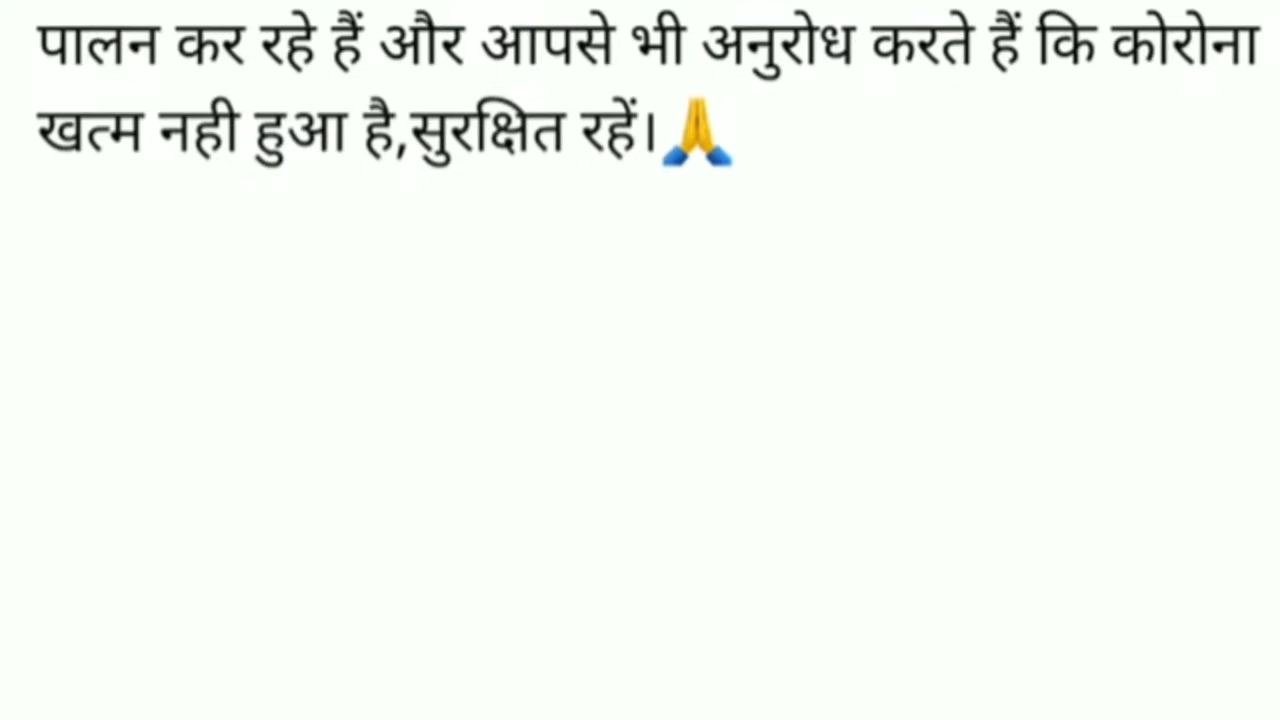 पालन कर रहे हैं और आपसे भी अनुरोध करते हैं कि कोरोना
खत्म नही हुआ है,सुरक्षित रहें।🙏